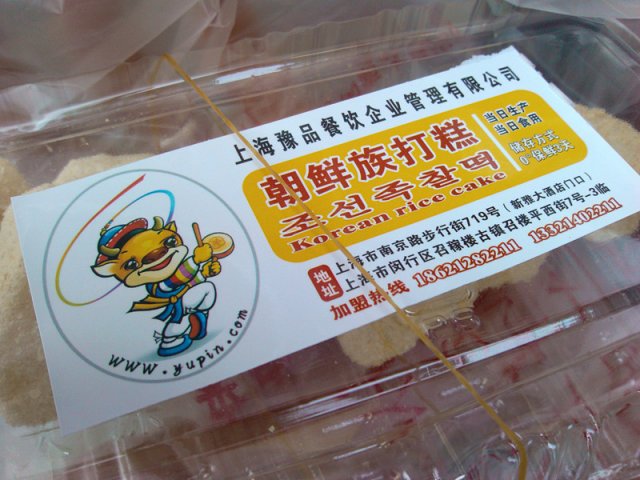 上海豫品餐饮企业管理有限公司
朝鲜族打糕
조선족찰떡
Korean rice cake
当日生产
当日食用
储存方式
0°保鲜3天
地址
上海市南京路步行街719号(新雅大酒店门口)
上海市闵行区召稼楼古镇召楼平西街7号-3临
加盟热线 18621282211 13321402211
www.yupin.com